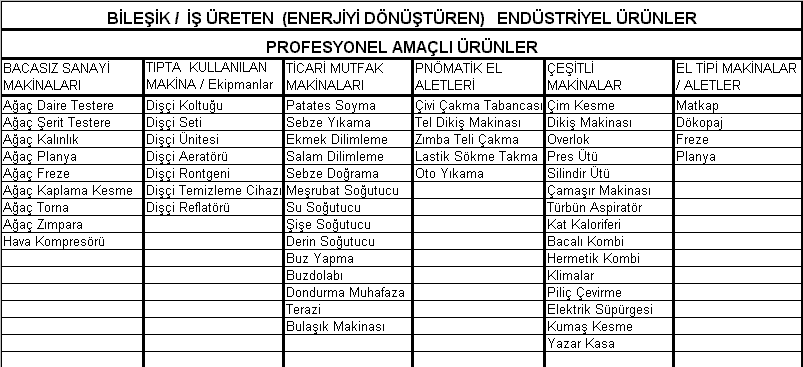 BİLEŞİK / İŞ ÜRETEN (ENERJİYİ DÖNÜŞTÜREN) ENDÜSTRİYEL ÜRÜNLER
PROFESYONEL AMAÇLI ÜRÜNLER
BACASIZ SANAYİ MAKİNALARI
Ağaç Daire Testere
Ağaç Şerit Testere
Ağaç Kalınlık
Ağaç Planya
Ağaç Freze
Ağaç Kaplama Kesme
Ağaç Torna
Ağaç Zımpara
Hava Kompresörü
TIPTA KULLANILAN MAKİNA / Ekipmanlar
Dişçi Koltuğu
Dişçi Seti
Dişçi Ünitesi
Dişçi Aeratörü
Dişçi Rontgeni
Dişçi Temizleme Cihazı
Dişçi Reflatörü
TİCARİ MUTFAK MAKİNALARI
Patates Soyma
Sebze Yıkama
Ekmek Dilimleme
Salam Dilimleme
Sebze Doğrama
Meşrubat Soğutucu
Su Soğutucu
Şişe Soğutucu
Derin Soğutucu
Buz Yapma
Buzdolabı
Dondurma Muhafaza
Terazi
Bulaşık Makinası
PNÖMATİK EL ALETLERİ
Çivi Çakma Tabancası
Tel Dikiş Makinası
Zımba Teli Çakma
Lastik Sökme Takma
Oto Yıkama
ÇEŞİTLİ MAKİNALAR
Çim Kesme
Dikiş Makinası
Overlok
Pres Ütü
Silindir Ütü
Çamaşır Makinası
Türbün Aspiratör
Kat Kaloriferi
Bacalı Kombi
Hermetik Kombi
Klimalar
Piliç Çevirme
Elektrik Süpürgesi
Kumaş Kesme
Yazar Kasa
EL TİPİ MAKİNALAR / ALETLER
Matkap
Dökopaj
Freze
Planya